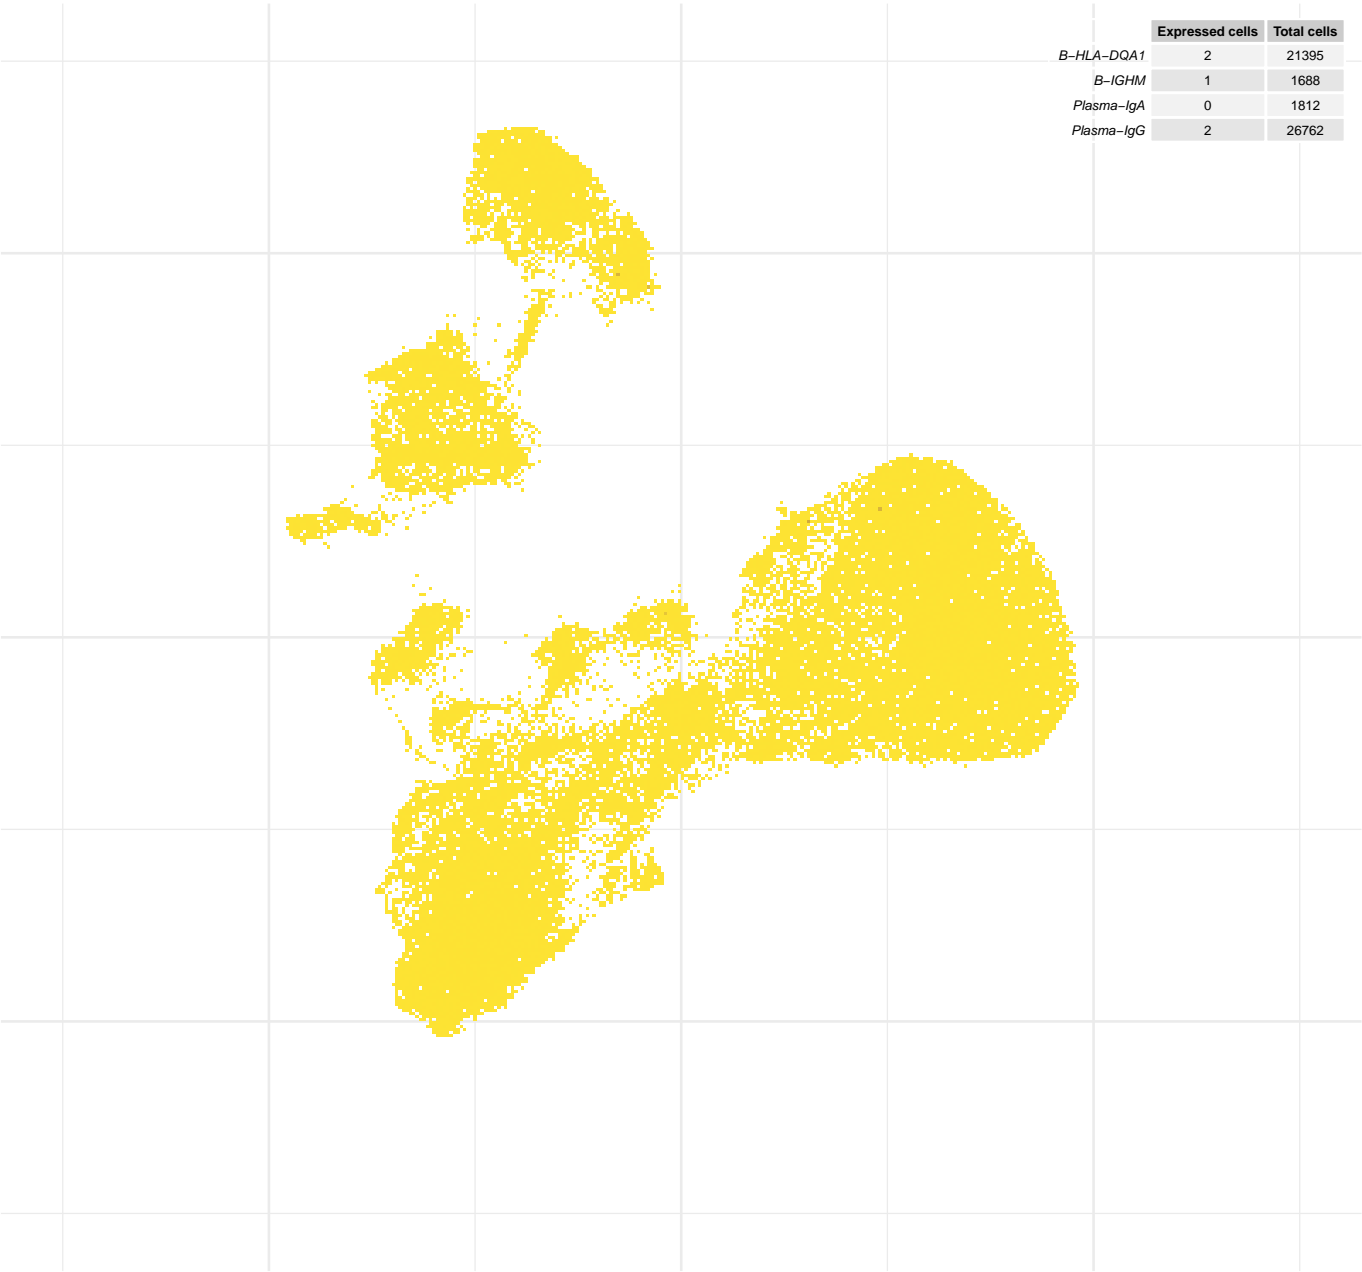 Expressed cells Total cells
B−HLA−DQA1 2 21395
B−IGHM 1 1688
Plasma−IgA 0 1812
Plasma−IgG 2 26762